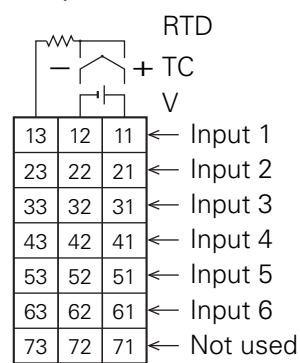 RTD
− + TC
V
13 12 11 ← Input 1
23 22 21 ← Input 2
33 32 31 ← Input 3
43 42 41 ← Input 4
53 52 51 ← Input 5
63 62 61 ← Input 6
73 72 71 ← Not used